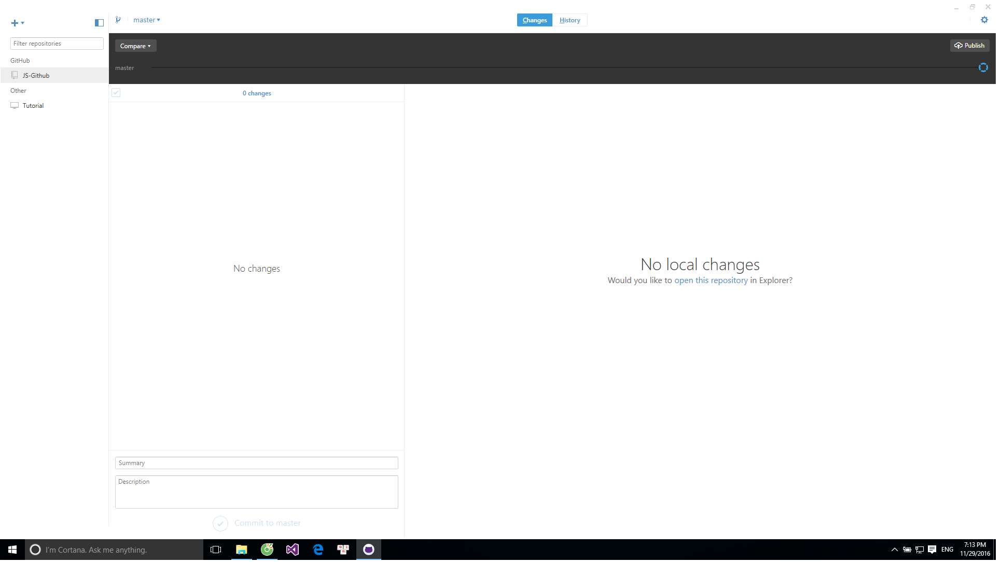 master
Changes
History
Filter repositories
GitHub
JS-Github
Other
Tutorial
Compare
Publish
master
0 changes
No changes
No local changes
Would you like to open this repository in Explorer?
Summary
Description
Commit to master
I'm Cortana. Ask me anything.
ENG
7:13 PM
11/29/2016